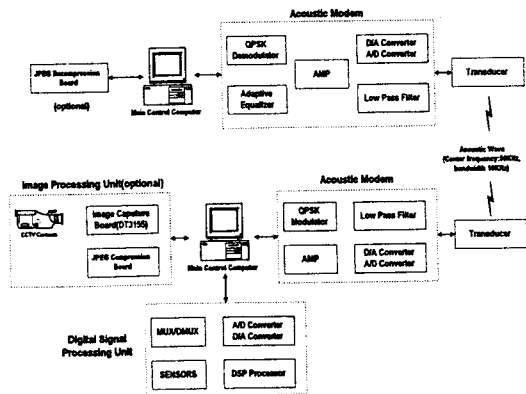 Acoustic Modem
QPSK
Demodulator
D/A Converter
A/D Converter
JPEG
Board
(optional)
AMP
Transducer
Adaptive
Equalizer
Low Pass Filter
Main Control Computer
Acoustic Wave
(Center frequency:
bandwidth
Image Processing Unit(optional)
Acoustic Modem
Image Capture
Board(DT3155)
CCTV Camera
QPSK
Modulator
Low Pass Filter
Transducer
JPEG Compression
Board
AMP
D/A Converter
A/D Converter
Main Control Computer
Digital Signal
Processing Unit
MUX/DMUX
A/D Converter
D/A Converter
SENSORS
DSP Processor